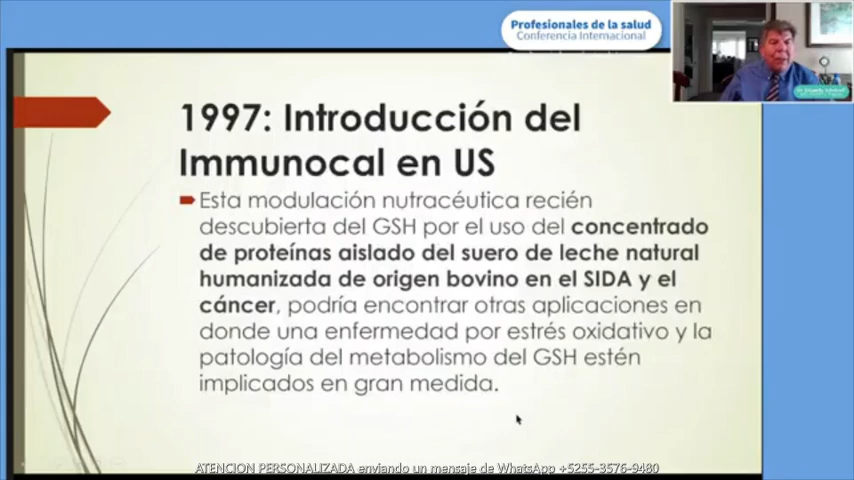 Profesionales de la salud
Conferencia Internacional
1997: Introducción del
Immunocal en US
Esta modulación nutracéutica recién
descubierta del GSH por el uso del concentrado
de proteínas aislado del suero de leche natural
humanizada de origen bovino en el SIDA y el
cáncer, podría encontrar otras aplicaciones en
donde una enfermedad por estrés oxidativo y la
patología del metabolismo del GSH estén
implicados en gran medida.
ATENCION PERSONALIZADA enviando un mensaje de WhatsApp +5255-3576-9480